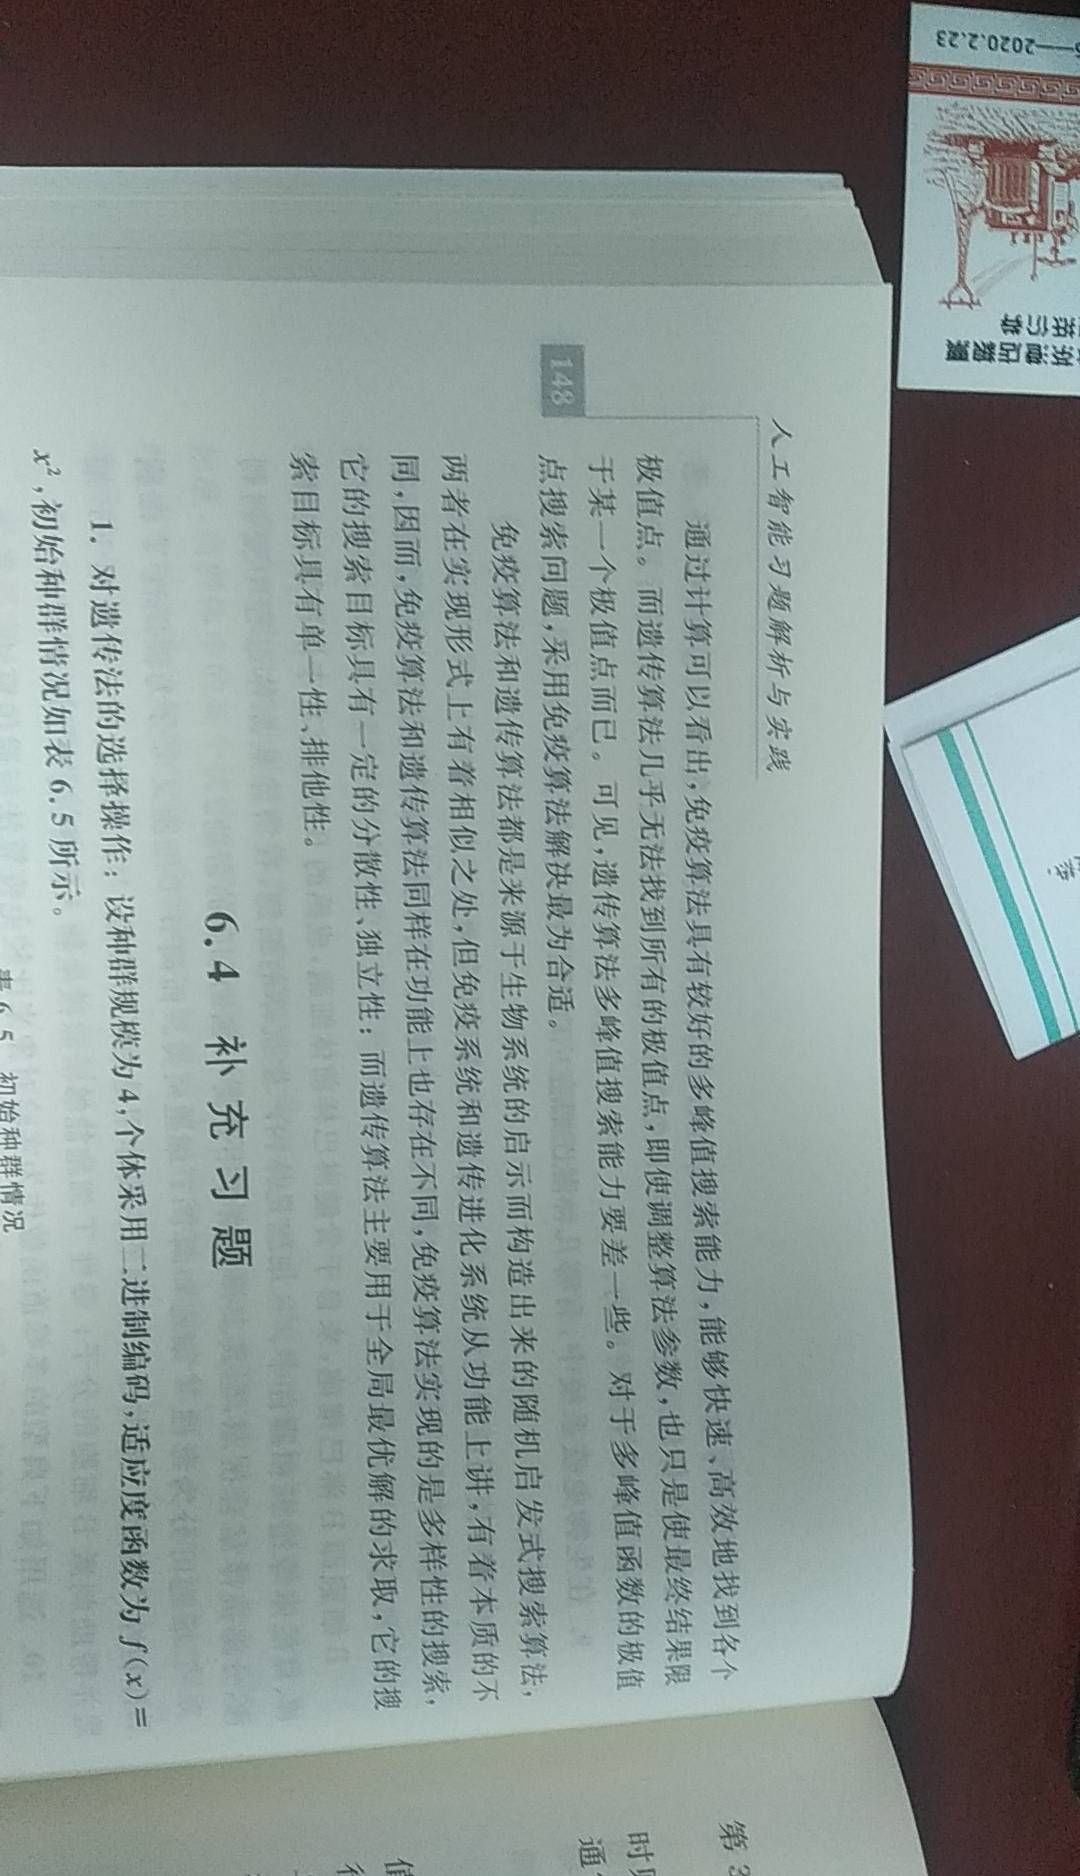 人工智能习题解析与实践
148
通过计算可以看出,免疫算法具有较好的多峰值搜索能力,能够快速、高效地找到各个
极值点。而遗传算法几乎无法找到所有的极值点,即使调整算法参数,也只是使最终结果限
于某一个极值点而已。可见,遗传算法多峰值搜索能力要差一些。对于多峰值函数的极值
点搜索问题,采用免疫算法解决最为合适。
免疫算法和遗传算法都是来源于生物系统的启示而构造出来的随机启发式搜索算法,
两者在实现形式上有着相似之处,但免疫系统和遗传进化系统从功能上讲,有着本质的不
同,因而,免疫算法和遗传算法同样在功能上也存在不同,免疫算法实现的是多样性的搜索,
它的搜索目标具有一定的分散性、独立性；而遗传算法主要用于全局最优解的求取,它的搜
索目标具有单一性、排他性。
6.4 补充习题
1. 对遗传法的选择操作：设种群规模为4,个体采用二进制编码,适应度函数为 f(x)=
x²,初始种群情况如表 6.5 所示。
表 6.5 初始种群情况
——2020.2.23
第 3
时
通
值